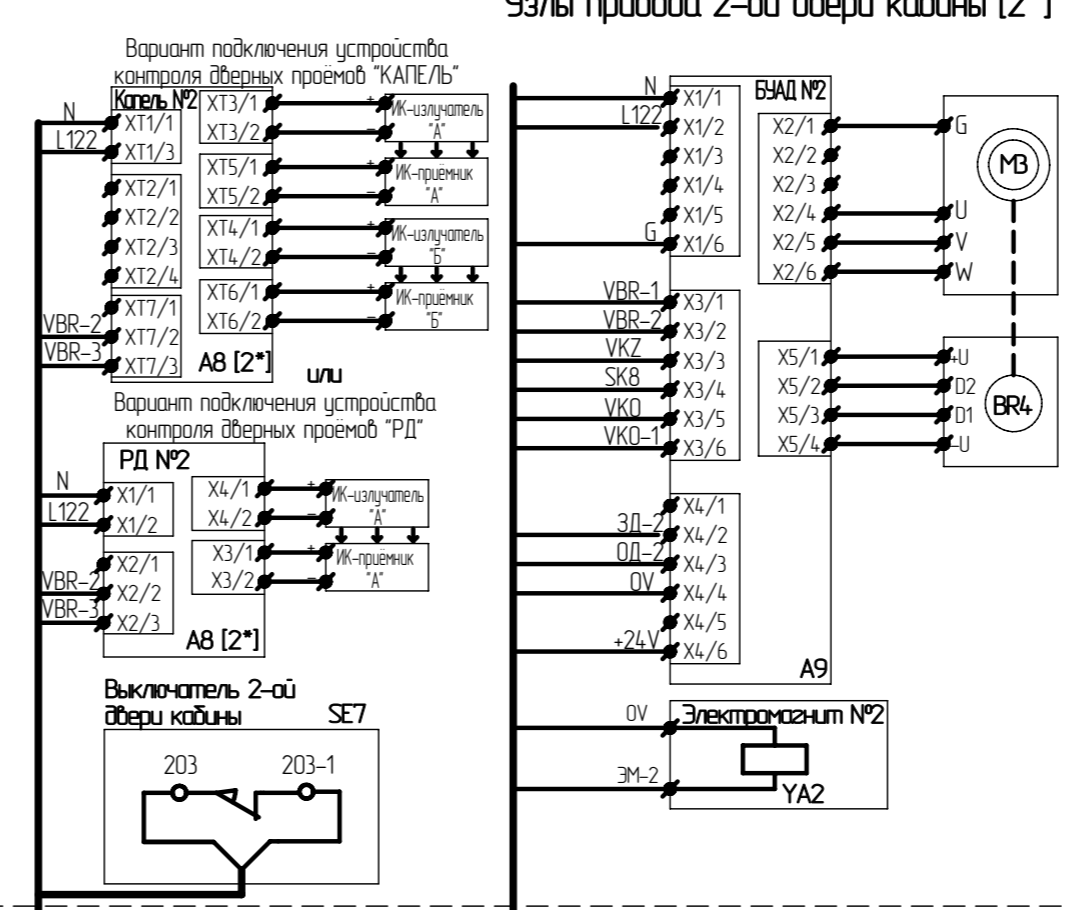 Узлы привода 2-ой двери кабины [2*]
Вариант подключения устройства
контроля дверных проёмов "КАПЕЛЬ"
Капель №2
N
L122
XT1/1
XT1/3
XT2/1
XT2/2
XT2/3
XT2/4
XT7/1
VBR-2
XT7/2
VBR-3
XT7/3
XT3/1
XT3/2
XT5/1
XT5/2
XT4/1
XT4/2
XT6/1
XT6/2
A8 [2*]
+
ИК-излучатель
"А"
-
+
ИК-приёмник
"А"
-
+
ИК-излучатель
"Б"
-
+
ИК-приёмник
"Б"
-
или
Вариант подключения устройства
контроля дверных проёмов "РД"
РД №2
N
X1/1
L122
X1/2
X2/1
VBR-2
X2/2
VBR-3
X2/3
X4/1
X4/2
X3/1
X3/2
+
ИК-излучатель
"А"
-
+
ИК-приёмник
"А"
-
A8 [2*]
Выключатель 2-ой
двери кабины
SE7
203
203-1
БУАД №2
N
X1/1
L122
X1/2
X1/3
X1/4
X1/5
G
X1/6
VBR-1
X3/1
VBR-2
X3/2
VKZ
X3/3
SK8
X3/4
VKO
X3/5
VKO-1
X3/6
X4/1
ЗД-2
X4/2
ОД-2
X4/3
0V
X4/4
X4/5
+24V
X4/6
X2/1
X2/2
X2/3
X2/4
X2/5
X2/6
X5/1
X5/2
X5/3
X5/4
A9
G
U
V
W
M3
+U
D2
D1
-U
BR4
Электромагнит №2
0V
ЭМ-2
YA2